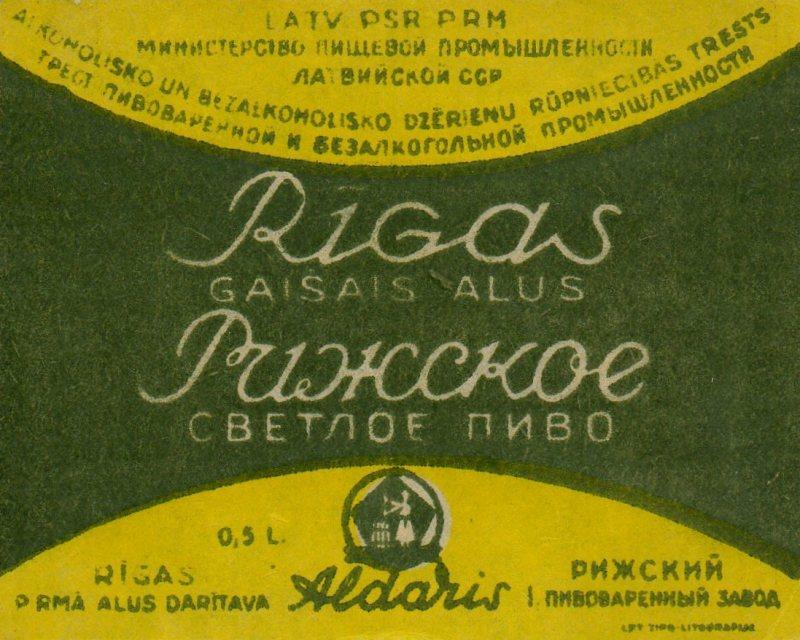 LATV PSR PRM
МИНИСТЕРСТВО ПИЩЕВОЙ ПРОМЫШЛЕННОСТИ
ЛАТВИЙСКОЙ ССР
ALKOHOLISKO UN BEZALKOHOLISKO DZĒRIENU RŪPNIECĪBAS TRESTS
ТРЕСТ ПИВОВАРЕННОЙ И БЕЗАЛКОГОЛЬНОЙ ПРОМЫШЛЕННОСТИ
Rīgas
GAIŠAIS ALUS
Рижское
СВЕТЛОЕ ПИВО
0,5 L.
RĪGAS
PIRMĀ ALUS DARĪTAVA
Aldaris
РИЖСКИЙ
I ПИВОВАРЕННЫЙ ЗАВОД